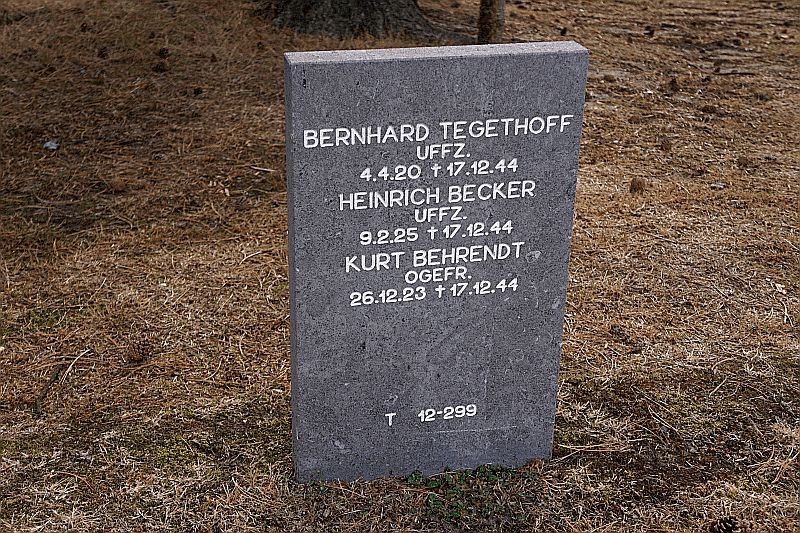 BERNHARD TEGETHOFF
UFFZ.
4.4.20 † 17.12.44
HEINRICH BECKER
UFFZ.
9.2.25 † 17.12.44
KURT BEHRENDT
OGEFR.
26.12.23 † 17.12.44
T 12-299